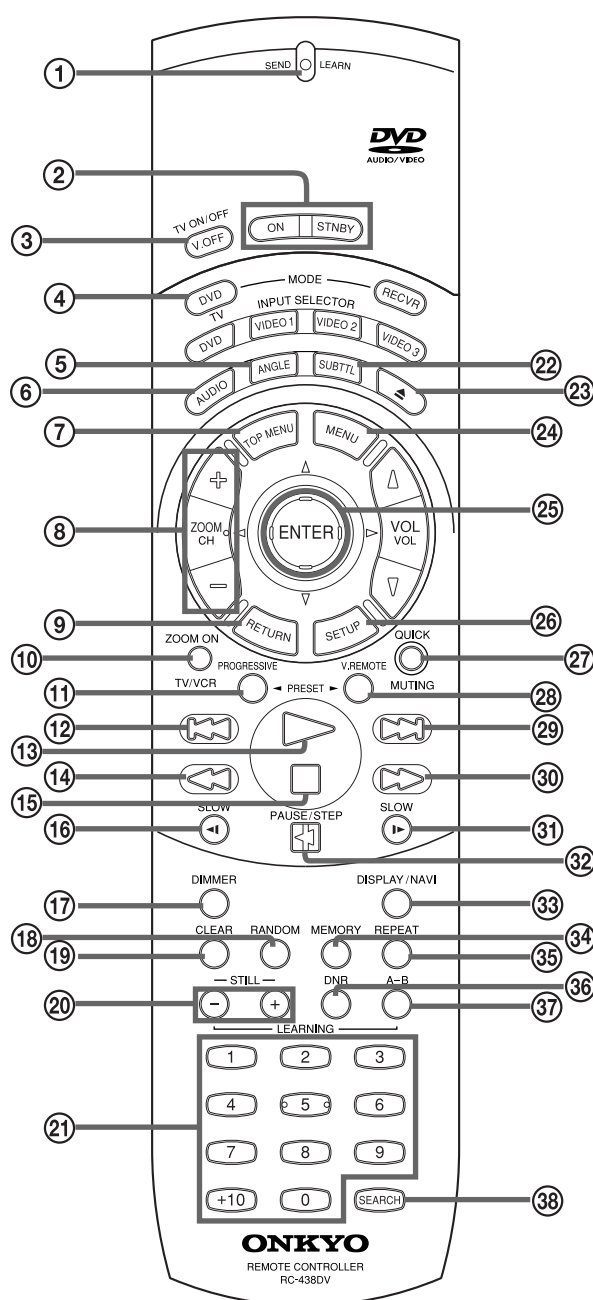 SEND LEARN
1
DVD
AUDIO/VIDEO
2
TV ON/OFF
3
V.OFF
ON STNBY
4
MODE
DVD
RECVR
TV
INPUT SELECTOR
DVD
VIDEO 1
VIDEO 2
VIDEO 3
5
ANGLE
SUBTTL
22
6
AUDIO
23
7
TOP MENU
MENU
24
8
+
ZOOM
CH
−
ENTER
VOL
VOL
25
9
RETURN
SETUP
26
ZOOM ON
QUICK
10
27
PROGRESSIVE
V.REMOTE
11
TV/VCR
◄ PRESET ►
MUTING
28
12
29
13
14
30
15
SLOW
SLOW
16
PAUSE/STEP
31
32
DIMMER
DISPLAY/NAVI
17
33
18
CLEAR
RANDOM
MEMORY
REPEAT
34
19
35
— STILL —
DNR
A–B
36
20
−
+
37
LEARNING
1 2 3
4 5 6
21
7 8 9
+10 0 SEARCH
38
ONKYO
REMOTE CONTROLLER
RC-438DV